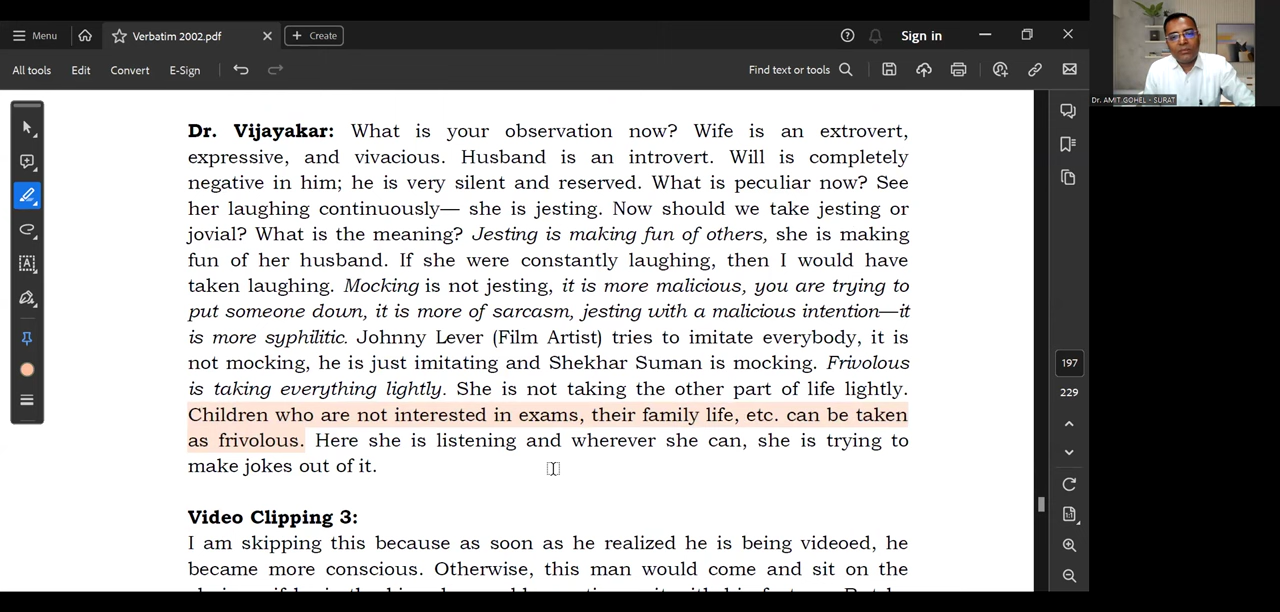 Menu
Verbatim 2002.pdf
Create
Sign in
All tools
Edit
Convert
E-Sign
Find text or tools
Dr. AMIT GOHEL - SURAT
Dr. Vijayakar: What is your observation now? Wife is an extrovert,
expressive, and vivacious. Husband is an introvert. Will is completely
negative in him; he is very silent and reserved. What is peculiar now? See
her laughing continuously— she is jesting. Now should we take jesting or
jovial? What is the meaning? Jesting is making fun of others, she is making
fun of her husband. If she were constantly laughing, then I would have
taken laughing. Mocking is not jesting, it is more malicious, you are trying to
put someone down, it is more of sarcasm, jesting with a malicious intention—it
is more syphilitic. Johnny Lever (Film Artist) tries to imitate everybody, it is
not mocking, he is just imitating and Shekhar Suman is mocking. Frivolous
is taking everything lightly. She is not taking the other part of life lightly.
Children who are not interested in exams, their family life, etc. can be taken
as frivolous. Here she is listening and wherever she can, she is trying to
make jokes out of it.
Video Clipping 3:
I am skipping this because as soon as he realized he is being videoed, he
became more conscious. Otherwise, this man would come and sit on the
197
229